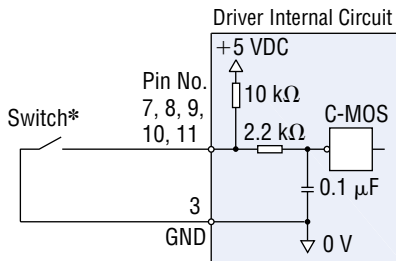 Driver Internal Circuit
+5 VDC
Pin No.
7, 8, 9,
10, 11
10 kΩ
C-MOS
Switch*
2.2 kΩ
0.1 μF
3
GND
0 V